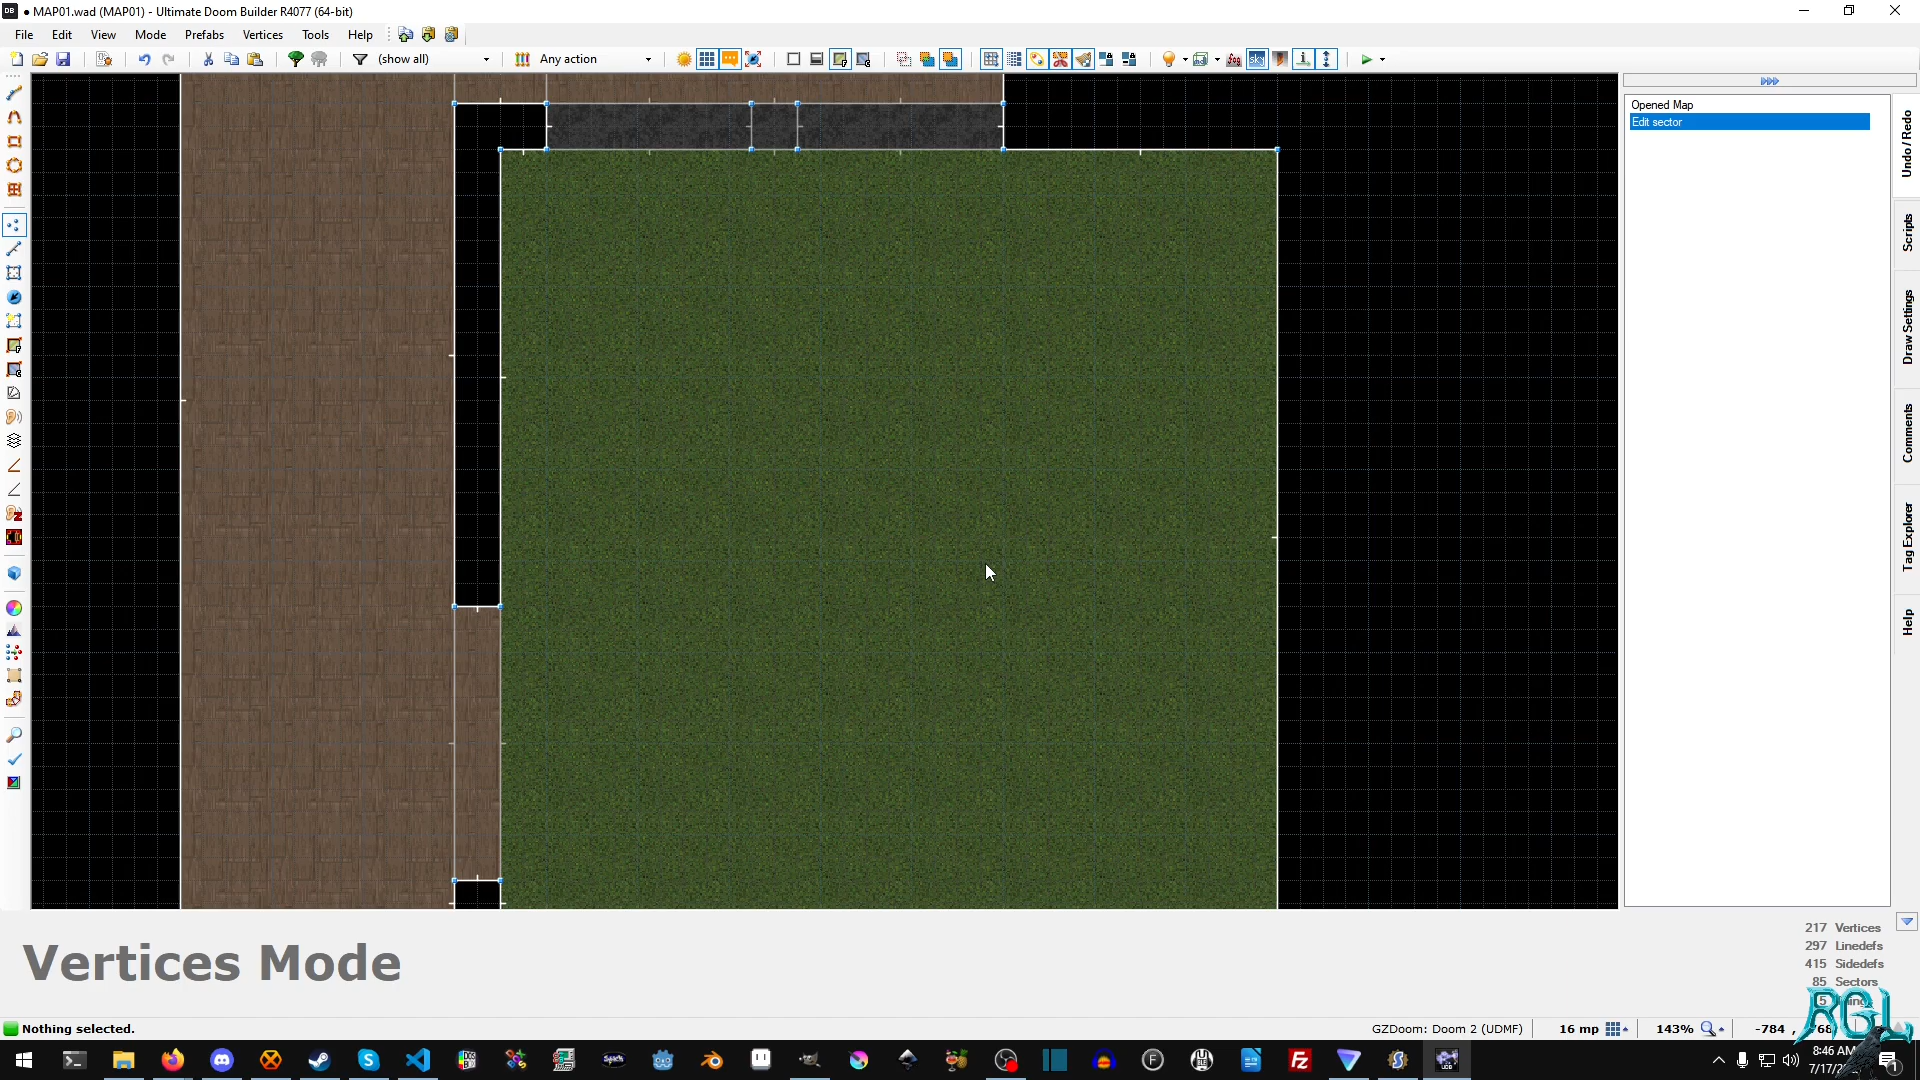 MAP01.wad (MAP01) - Ultimate Doom Builder R4077 (64-bit)
File Edit View Mode Prefabs Vertices Tools Help
(show all) Any action
Opened Map
Edit sector
Undo / Redo
Scripts
Draw Settings
Comments
Tag Explorer
Help
Vertices Mode
217 Vertices
297 Linedefs
415 Sidedefs
85 Sectors
Nothing selected.
GZDoom: Doom 2 (UDMF) 16 mp 143% -784 ,
RGL
8:46 AM